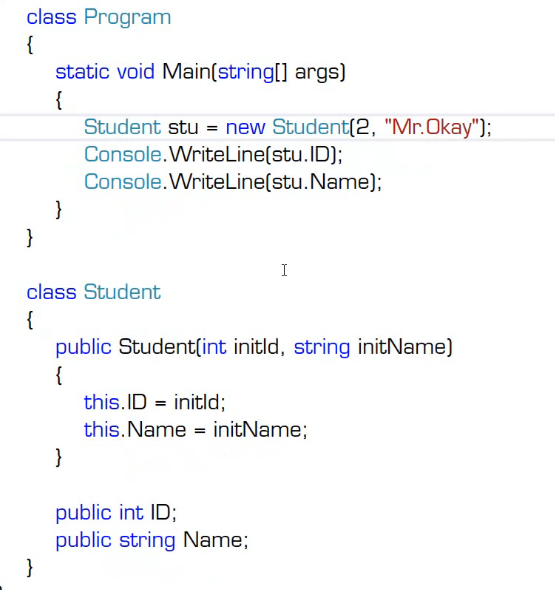 class Program
{
static void Main(string[] args)
{
Student stu = new Student(2, "Mr.Okay");
Console.WriteLine(stu.ID);
Console.WriteLine(stu.Name);
}
}
class Student
{
public Student(int initId, string initName)
{
this.ID = initId;
this.Name = initName;
}
public int ID;
public string Name;
}